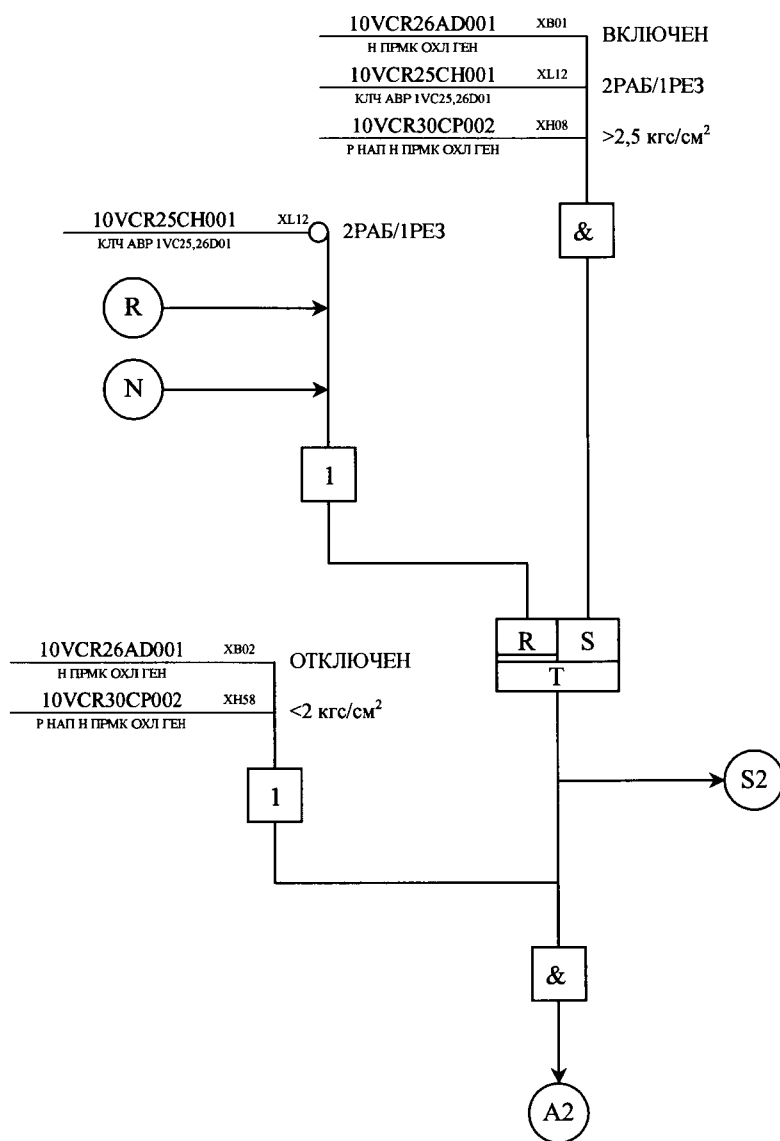 10VCR26AD001 XB01 ВКЛЮЧЕН
Н ПРМК ОХЛ ГЕН
10VCR25CH001 XL12 2РАБ/1РЕЗ
КЛЧ АВР 1VC25,26D01
10VCR30CP002 XH08 >2,5 кгс/см²
Р НАП Н ПРМК ОХЛ ГЕН
&
10VCR25CH001 XL12 2РАБ/1РЕЗ
КЛЧ АВР 1VC25,26D01
R
N
1
R S
T
10VCR26AD001 XB02 ОТКЛЮЧЕН
Н ПРМК ОХЛ ГЕН
10VCR30CP002 XH58 <2 кгс/см²
Р НАП Н ПРМК ОХЛ ГЕН
S2
1
&
A2